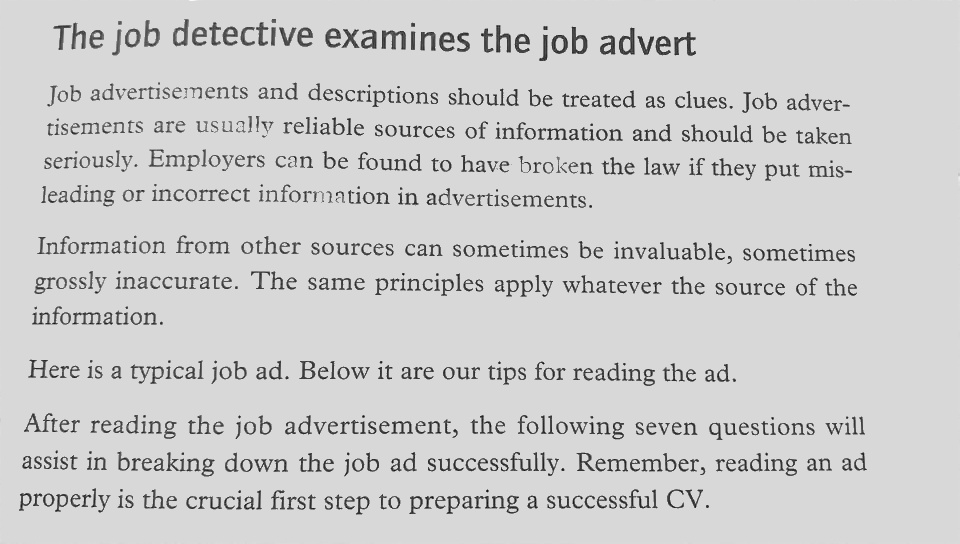 The job detective examines the job advert
Job advertisements and descriptions should be treated as clues. Job adver-
tisements are usually reliable sources of information and should be taken
seriously. Employers can be found to have broken the law if they put mis-
leading or incorrect information in advertisements.
Information from other sources can sometimes be invaluable, sometimes
grossly inaccurate. The same principles apply whatever the source of the
information.
Here is a typical job ad. Below it are our tips for reading the ad.
After reading the job advertisement, the following seven questions will
assist in breaking down the job ad successfully. Remember, reading an ad
properly is the crucial first step to preparing a successful CV.